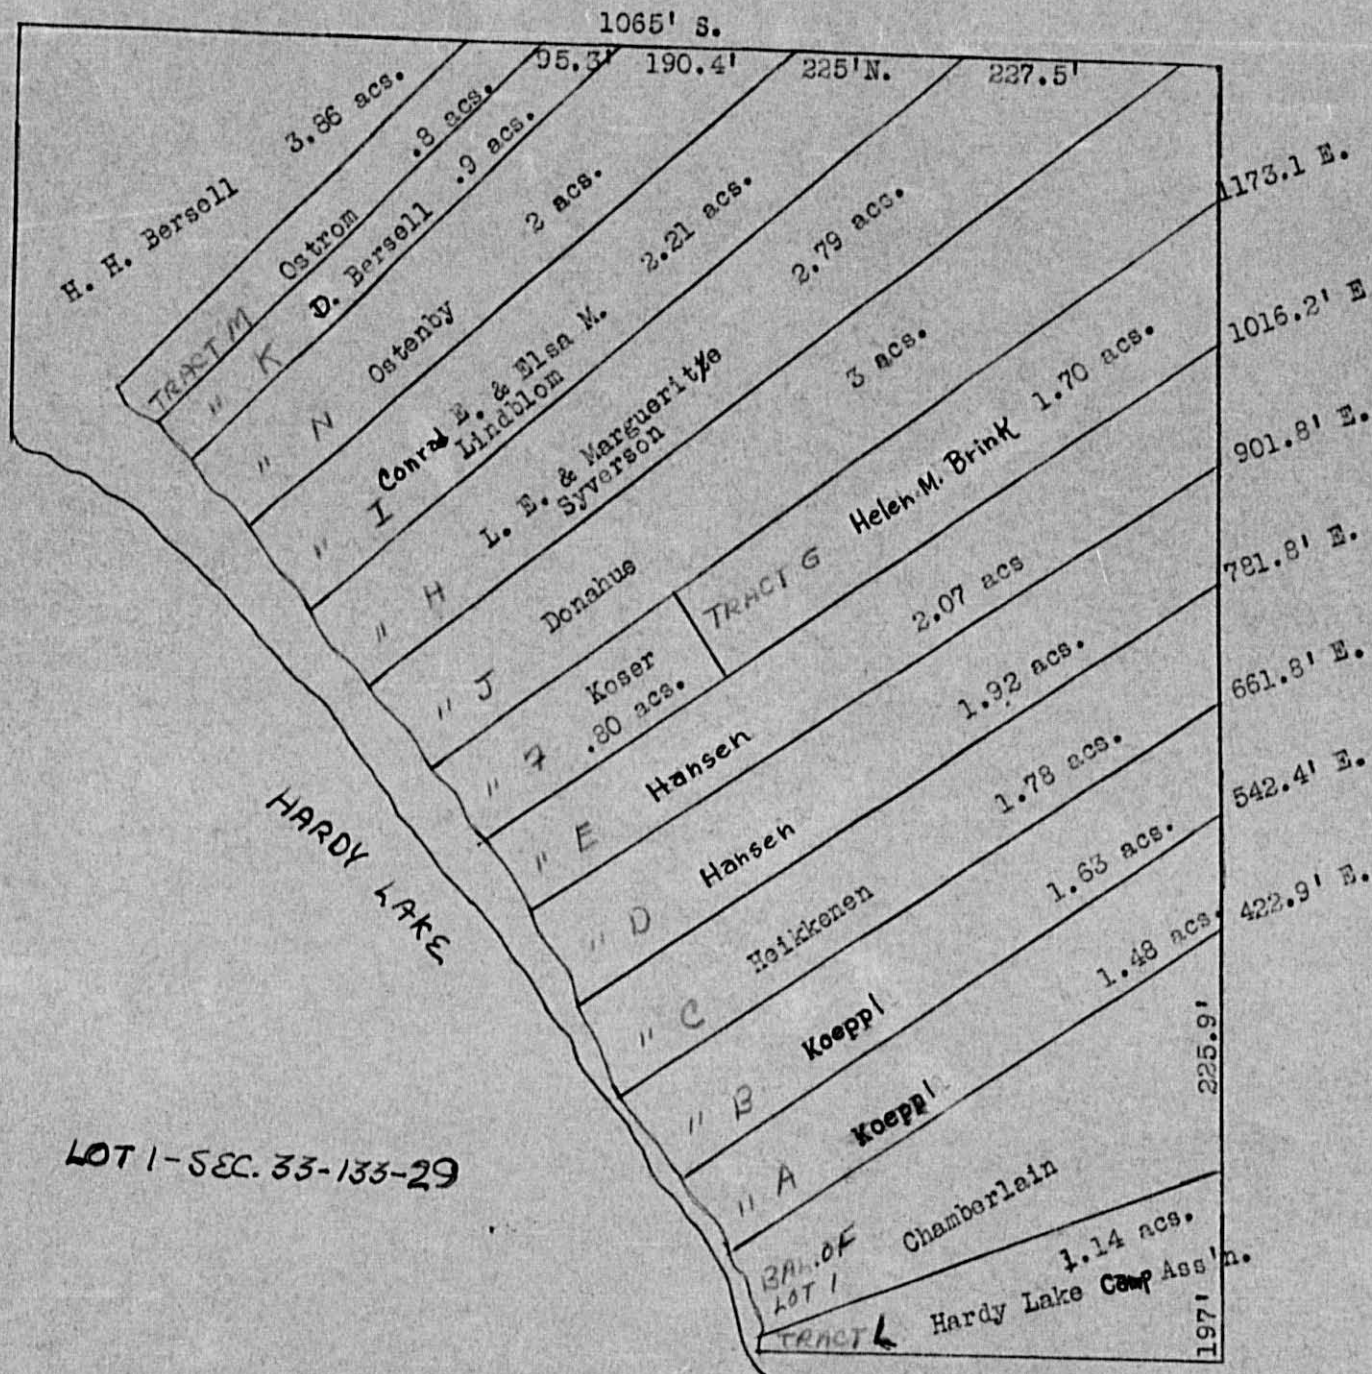 1065' S.
95.3' 190.4' 225'N. 227.5'
H. H. Bersell 3.86 acs.
TRACT M Ostrom .8 acs.
" K D. Bersell .9 acs.
" N Ostenby 2 acs.
" I Conrad E. & Elsa M. 2.21 acs.
Lindblom
" H L. E. & Marguerite 2.79 acs.
Syverson
" J Donahue 3 acs.
1173.1 E.
" 7 Koser
.80 acs.
TRACT G Helen M. Brink 1.70 acs.
1016.2' E
" E Hansen 2.07 acs
901.8' E.
" D Hansen 1.92 acs.
781.8' E.
" C Heikkenen 1.78 acs.
661.8' E.
" B Koeppl 1.63 acs.
542.4' E.
" A Koeppl 1.48 acs.
422.9' E.
BAL. OF
LOT 1
Chamberlain
225.9'
TRACT L Hardy Lake Camp Ass'n.
1.14 acs.
197'
HARDY LAKE
LOT 1-SEC. 33-133-29